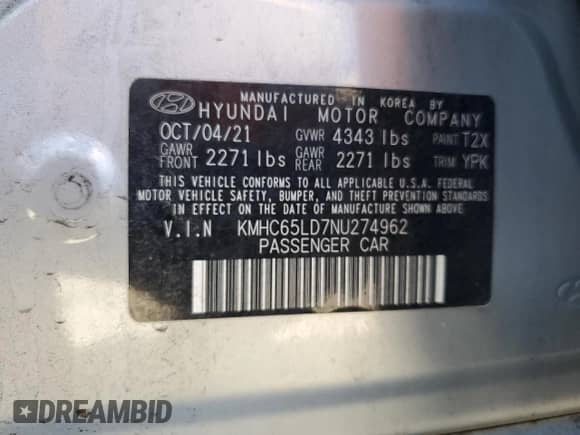 MANUFACTURED IN KOREA BY
HYUNDAI MOTOR COMPANY
OCT/04/21 GVWR 4343 lbs PAINT T2X
GAWR FRONT 2271 lbs GAWR REAR 2271 lbs TRIM YPK
THIS VEHICLE CONFORMS TO ALL APPLICABLE U.S.A. FEDERAL
MOTOR VEHICLE SAFETY, BUMPER, AND THEFT PREVENTION STANDARDS
IN EFFECT ON THE DATE OF MANUFACTURE SHOWN ABOVE.
V.I.N KMHC65LD7NU274962
PASSENGER CAR
DREAMBID